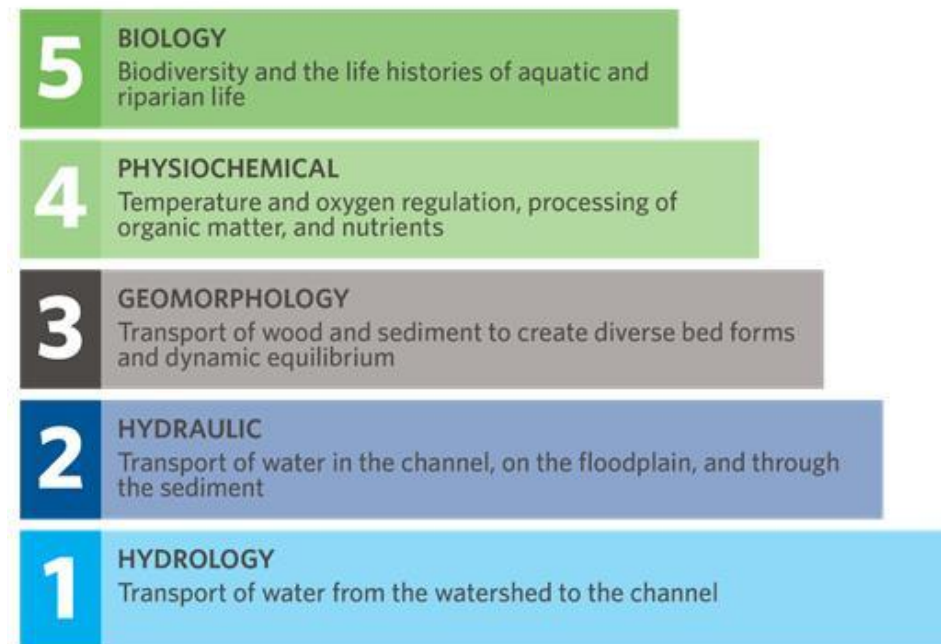 5
BIOLOGY
Biodiversity and the life histories of aquatic and
riparian life
4
PHYSIOCHEMICAL
Temperature and oxygen regulation, processing of
organic matter, and nutrients
3
GEOMORPHOLOGY
Transport of wood and sediment to create diverse bed forms
and dynamic equilibrium
2
HYDRAULIC
Transport of water in the channel, on the floodplain, and through
the sediment
1
HYDROLOGY
Transport of water from the watershed to the channel